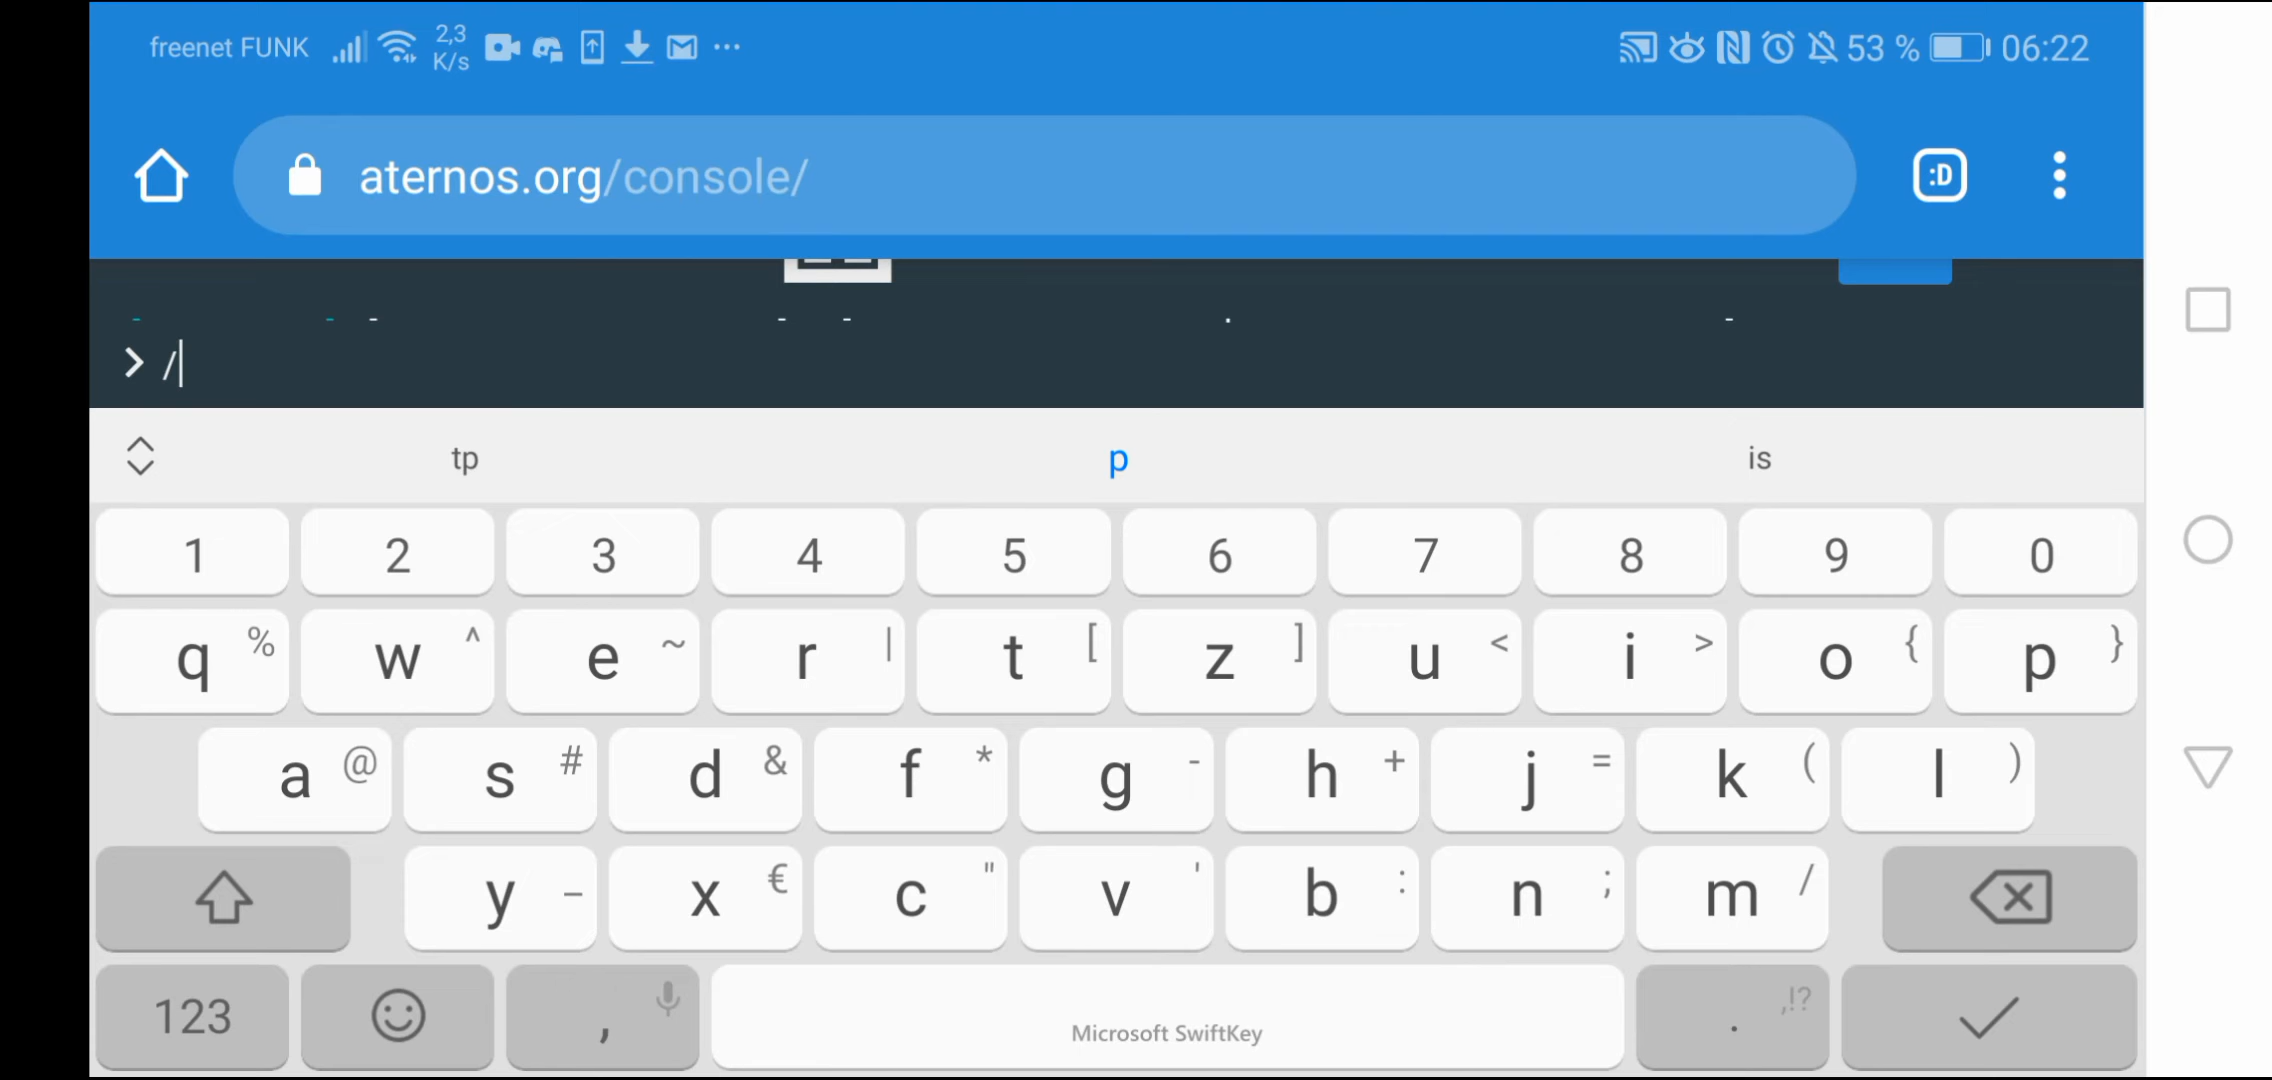 freenet FUNK 2,3 K/s ... 53 % 06:22
aternos.org/console/ :D
> /
tp p is
1 2 3 4 5 6 7 8 9 0
q % w ^ e ~ r | t [ z ] u < i > o { p }
a @ s # d & f * g - h + j = k ( l )
y _ x € c " v ' b : n ; m /
123 , Microsoft SwiftKey . ,!?